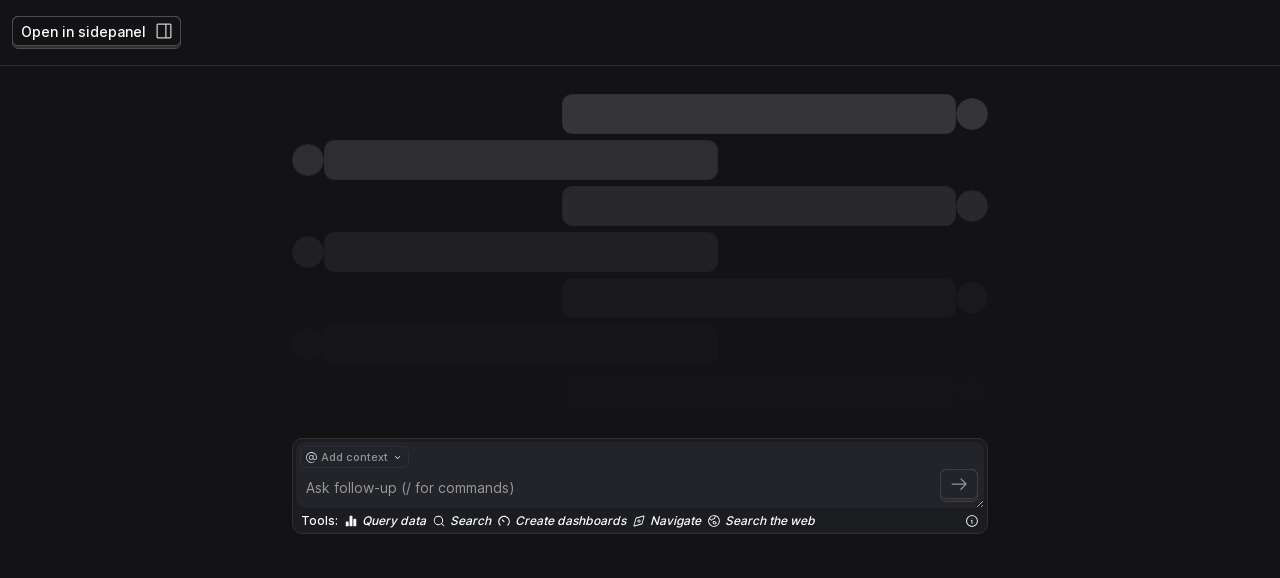 Open in sidepanel
@ Add context
Ask follow-up (/ for commands)
Tools: Query data Search Create dashboards Navigate Search the web